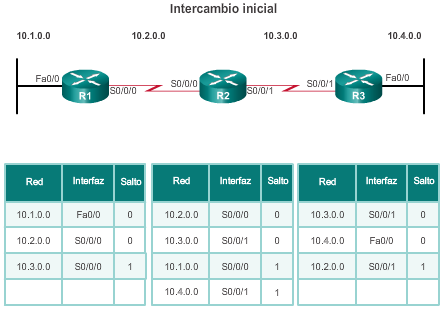 Intercambio inicial
10.1.0.0 10.2.0.0 10.3.0.0 10.4.0.0
Fa0/0 S0/0/0 S0/0/1 Fa0/0
R1 S0/0/0 R2 S0/0/1 R3
Red Interfaz Salto
10.1.0.0 Fa0/0 0
10.2.0.0 S0/0/0 0
10.3.0.0 S0/0/0 1
Red Interfaz Salto
10.2.0.0 S0/0/0 0
10.3.0.0 S0/0/1 0
10.1.0.0 S0/0/0 1
10.4.0.0 S0/0/1 1
Red Interfaz Salto
10.3.0.0 S0/0/1 0
10.4.0.0 Fa0/0 0
10.2.0.0 S0/0/1 1